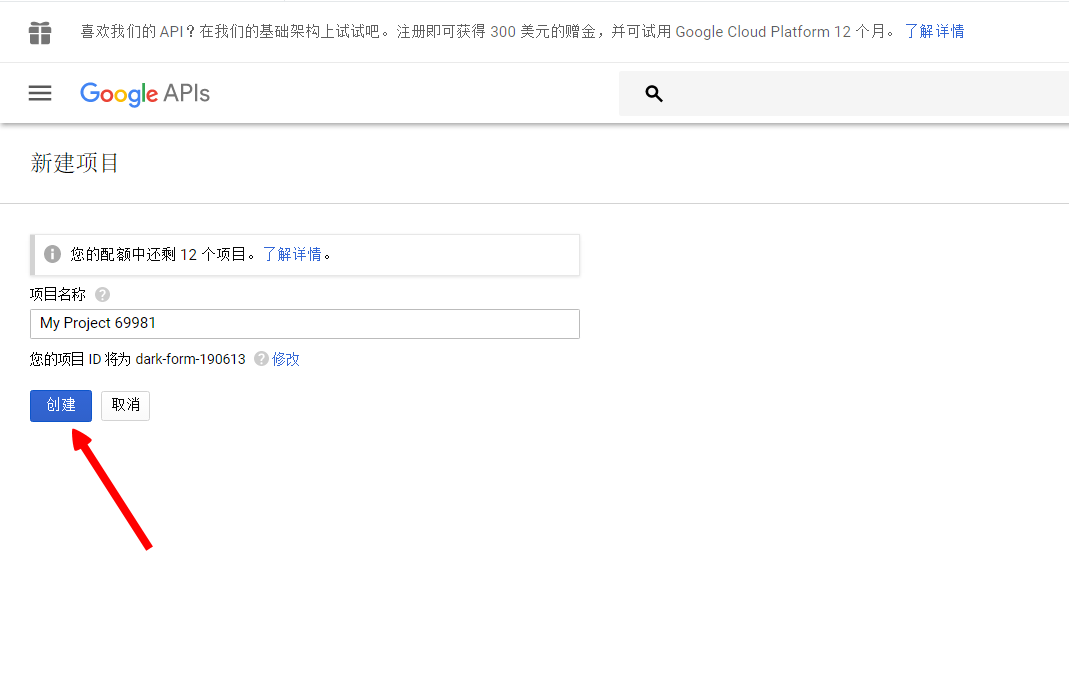 喜欢我们的 API？在我们的基础架构上试试吧。注册即可获得 300 美元的赠金，并可试用 Google Cloud Platform 12 个月。 了解详情
Google APIs
新建项目
您的配额中还剩 12 个项目。了解详情。
项目名称
My Project 69981
您的项目 ID 将为 dark-form-190613 修改
创建 取消